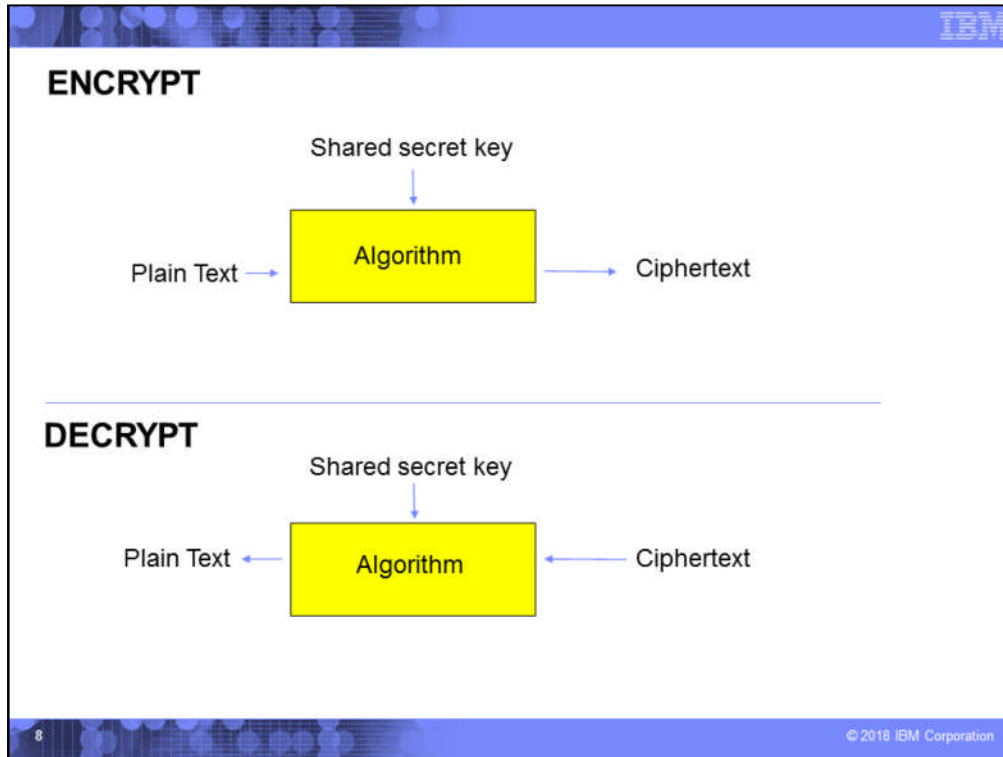 IBM
ENCRYPT
Shared secret key
Algorithm
Plain Text
Ciphertext
DECRYPT
Shared secret key
Plain Text
Algorithm
Ciphertext
8
© 2018 IBM Corporation